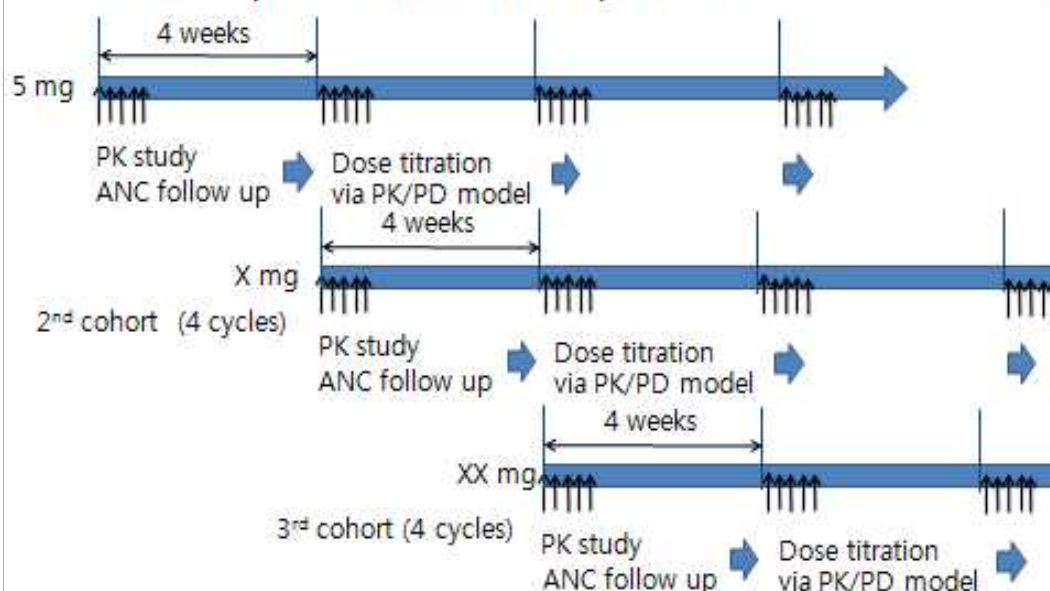 4 weeks
5 mg
PK study
ANC follow up
Dose titration
via PK/PD model
4 weeks
X mg
2nd cohort (4 cycles)
PK study
ANC follow up
Dose titration
via PK/PD model
4 weeks
XX mg
3rd cohort (4 cycles)
PK study
ANC follow up
Dose titration
via PK/PD model